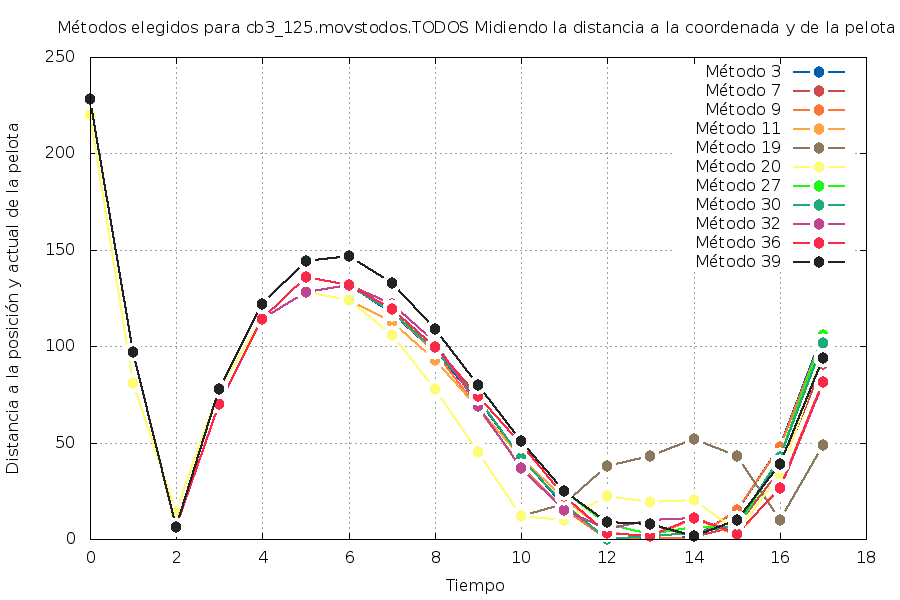 Métodos elegidos para cb3_125.movstodos.TODOS Midiendo la distancia a la coordenada y de la pelota
250
200
150
100
50
0
0 2 4 6 8 10 12 14 16 18
Distancia a la posición y actual de la pelota
Tiempo
Método 3
Método 7
Método 9
Método 11
Método 19
Método 20
Método 27
Método 30
Método 32
Método 36
Método 39